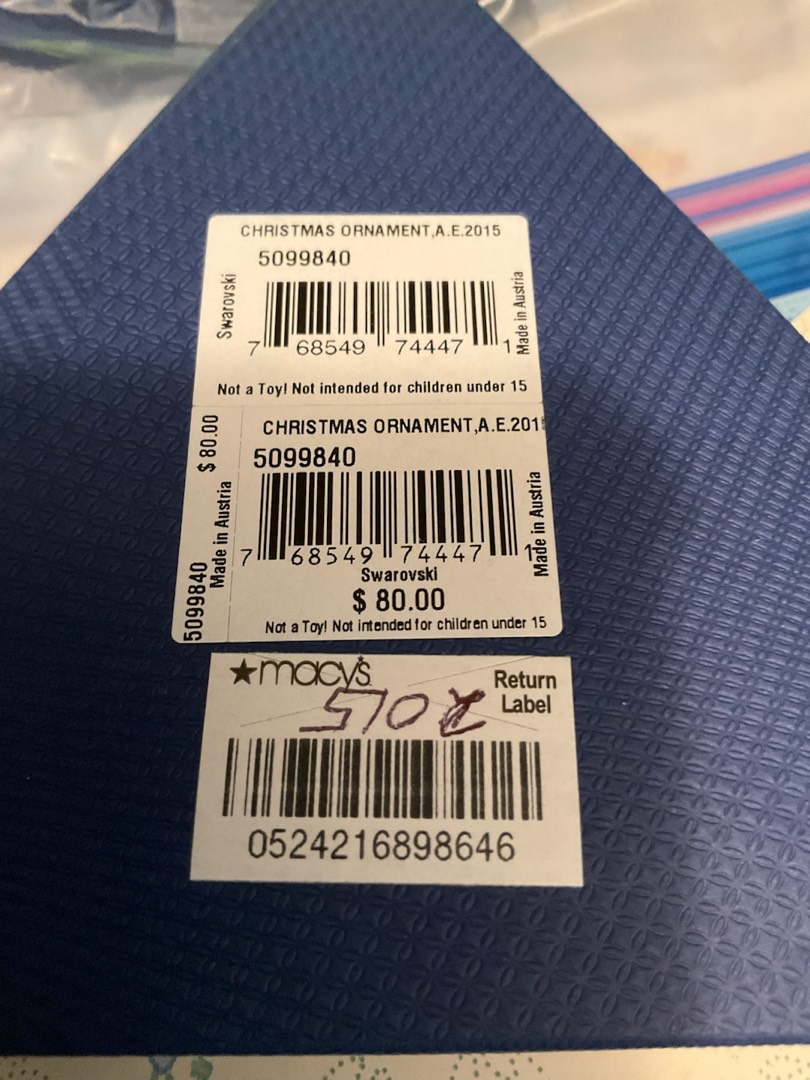 CHRISTMAS ORNAMENT,A.E.2015
5099840
Swarovski
Made in Austria
7 68549 74447 1
Not a Toy! Not intended for children under 15
$ 80.00
Made in Austria
5099840
CHRISTMAS ORNAMENT,A.E.201
5099840
Made in Austria
7 68549 74447 1
Swarovski
$ 80.00
Not a Toy! Not intended for children under 15
★macy's
Return
Label
2015
0524216898646